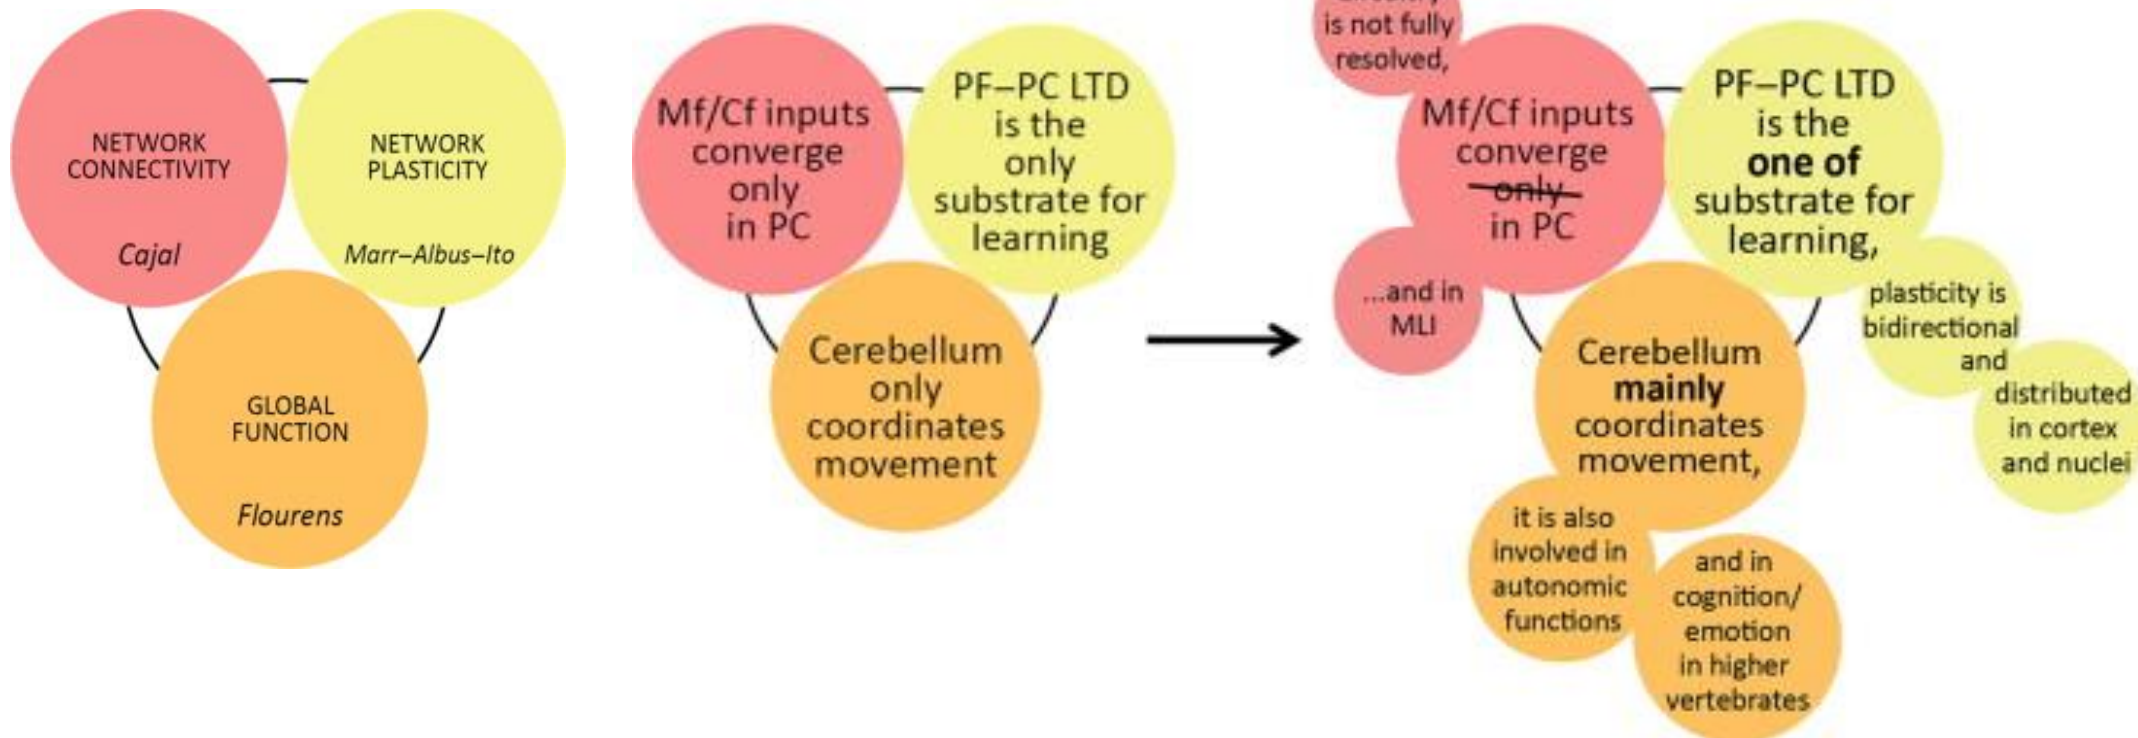 NETWORK
CONNECTIVITY
Cajal
NETWORK
PLASTICITY
Marr–Albus–Ito
GLOBAL
FUNCTION
Flourens
Mf/Cf inputs
converge
only
in PC
PF–PC LTD
is the
only
substrate for
learning
Cerebellum
only
coordinates
movement
is not fully
resolved,
Mf/Cf inputs
converge
only
in PC
...and in
MLI
PF–PC LTD
is the
one of
substrate for
learning,
plasticity is
bidirectional
and
distributed
in cortex
and nuclei
Cerebellum
mainly
coordinates
movement,
it is also
involved in
autonomic
functions
and in
cognition/
emotion
in higher
vertebrates